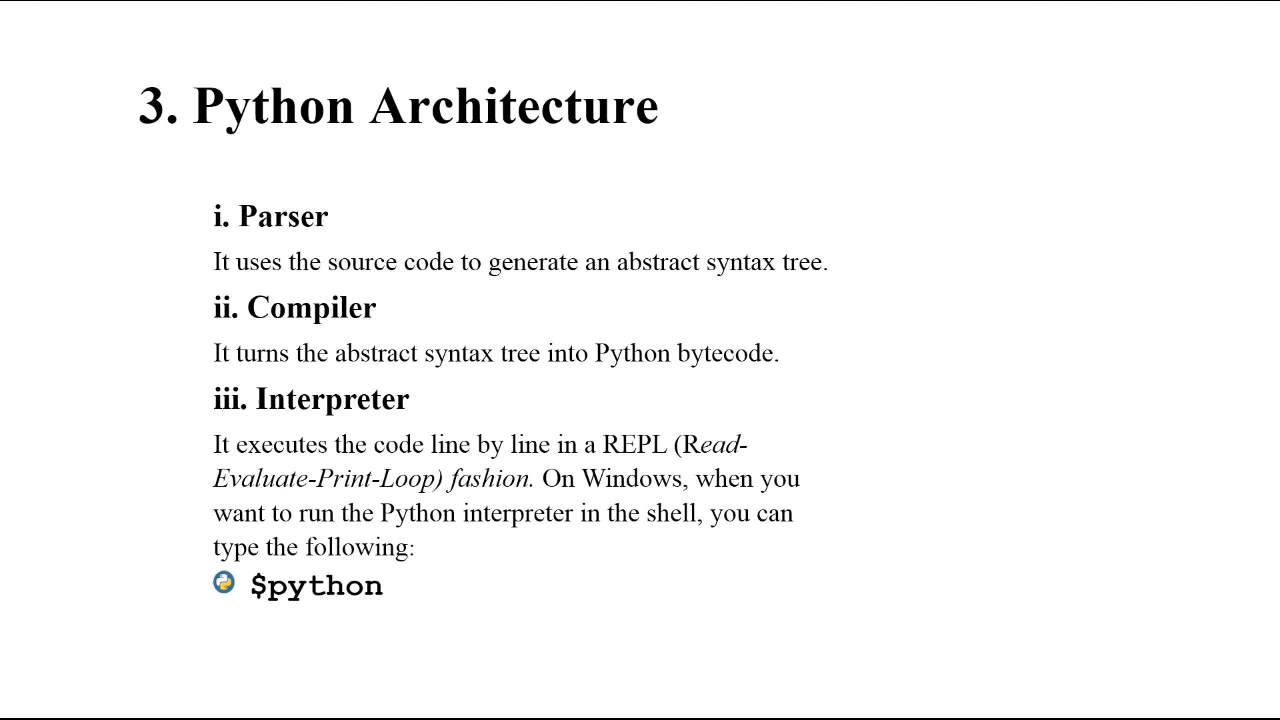 3. Python Architecture
i. Parser
It uses the source code to generate an abstract syntax tree.
ii. Compiler
It turns the abstract syntax tree into Python bytecode.
iii. Interpreter
It executes the code line by line in a REPL (Read-
Evaluate-Print-Loop) fashion. On Windows, when you
want to run the Python interpreter in the shell, you can
type the following:
$python